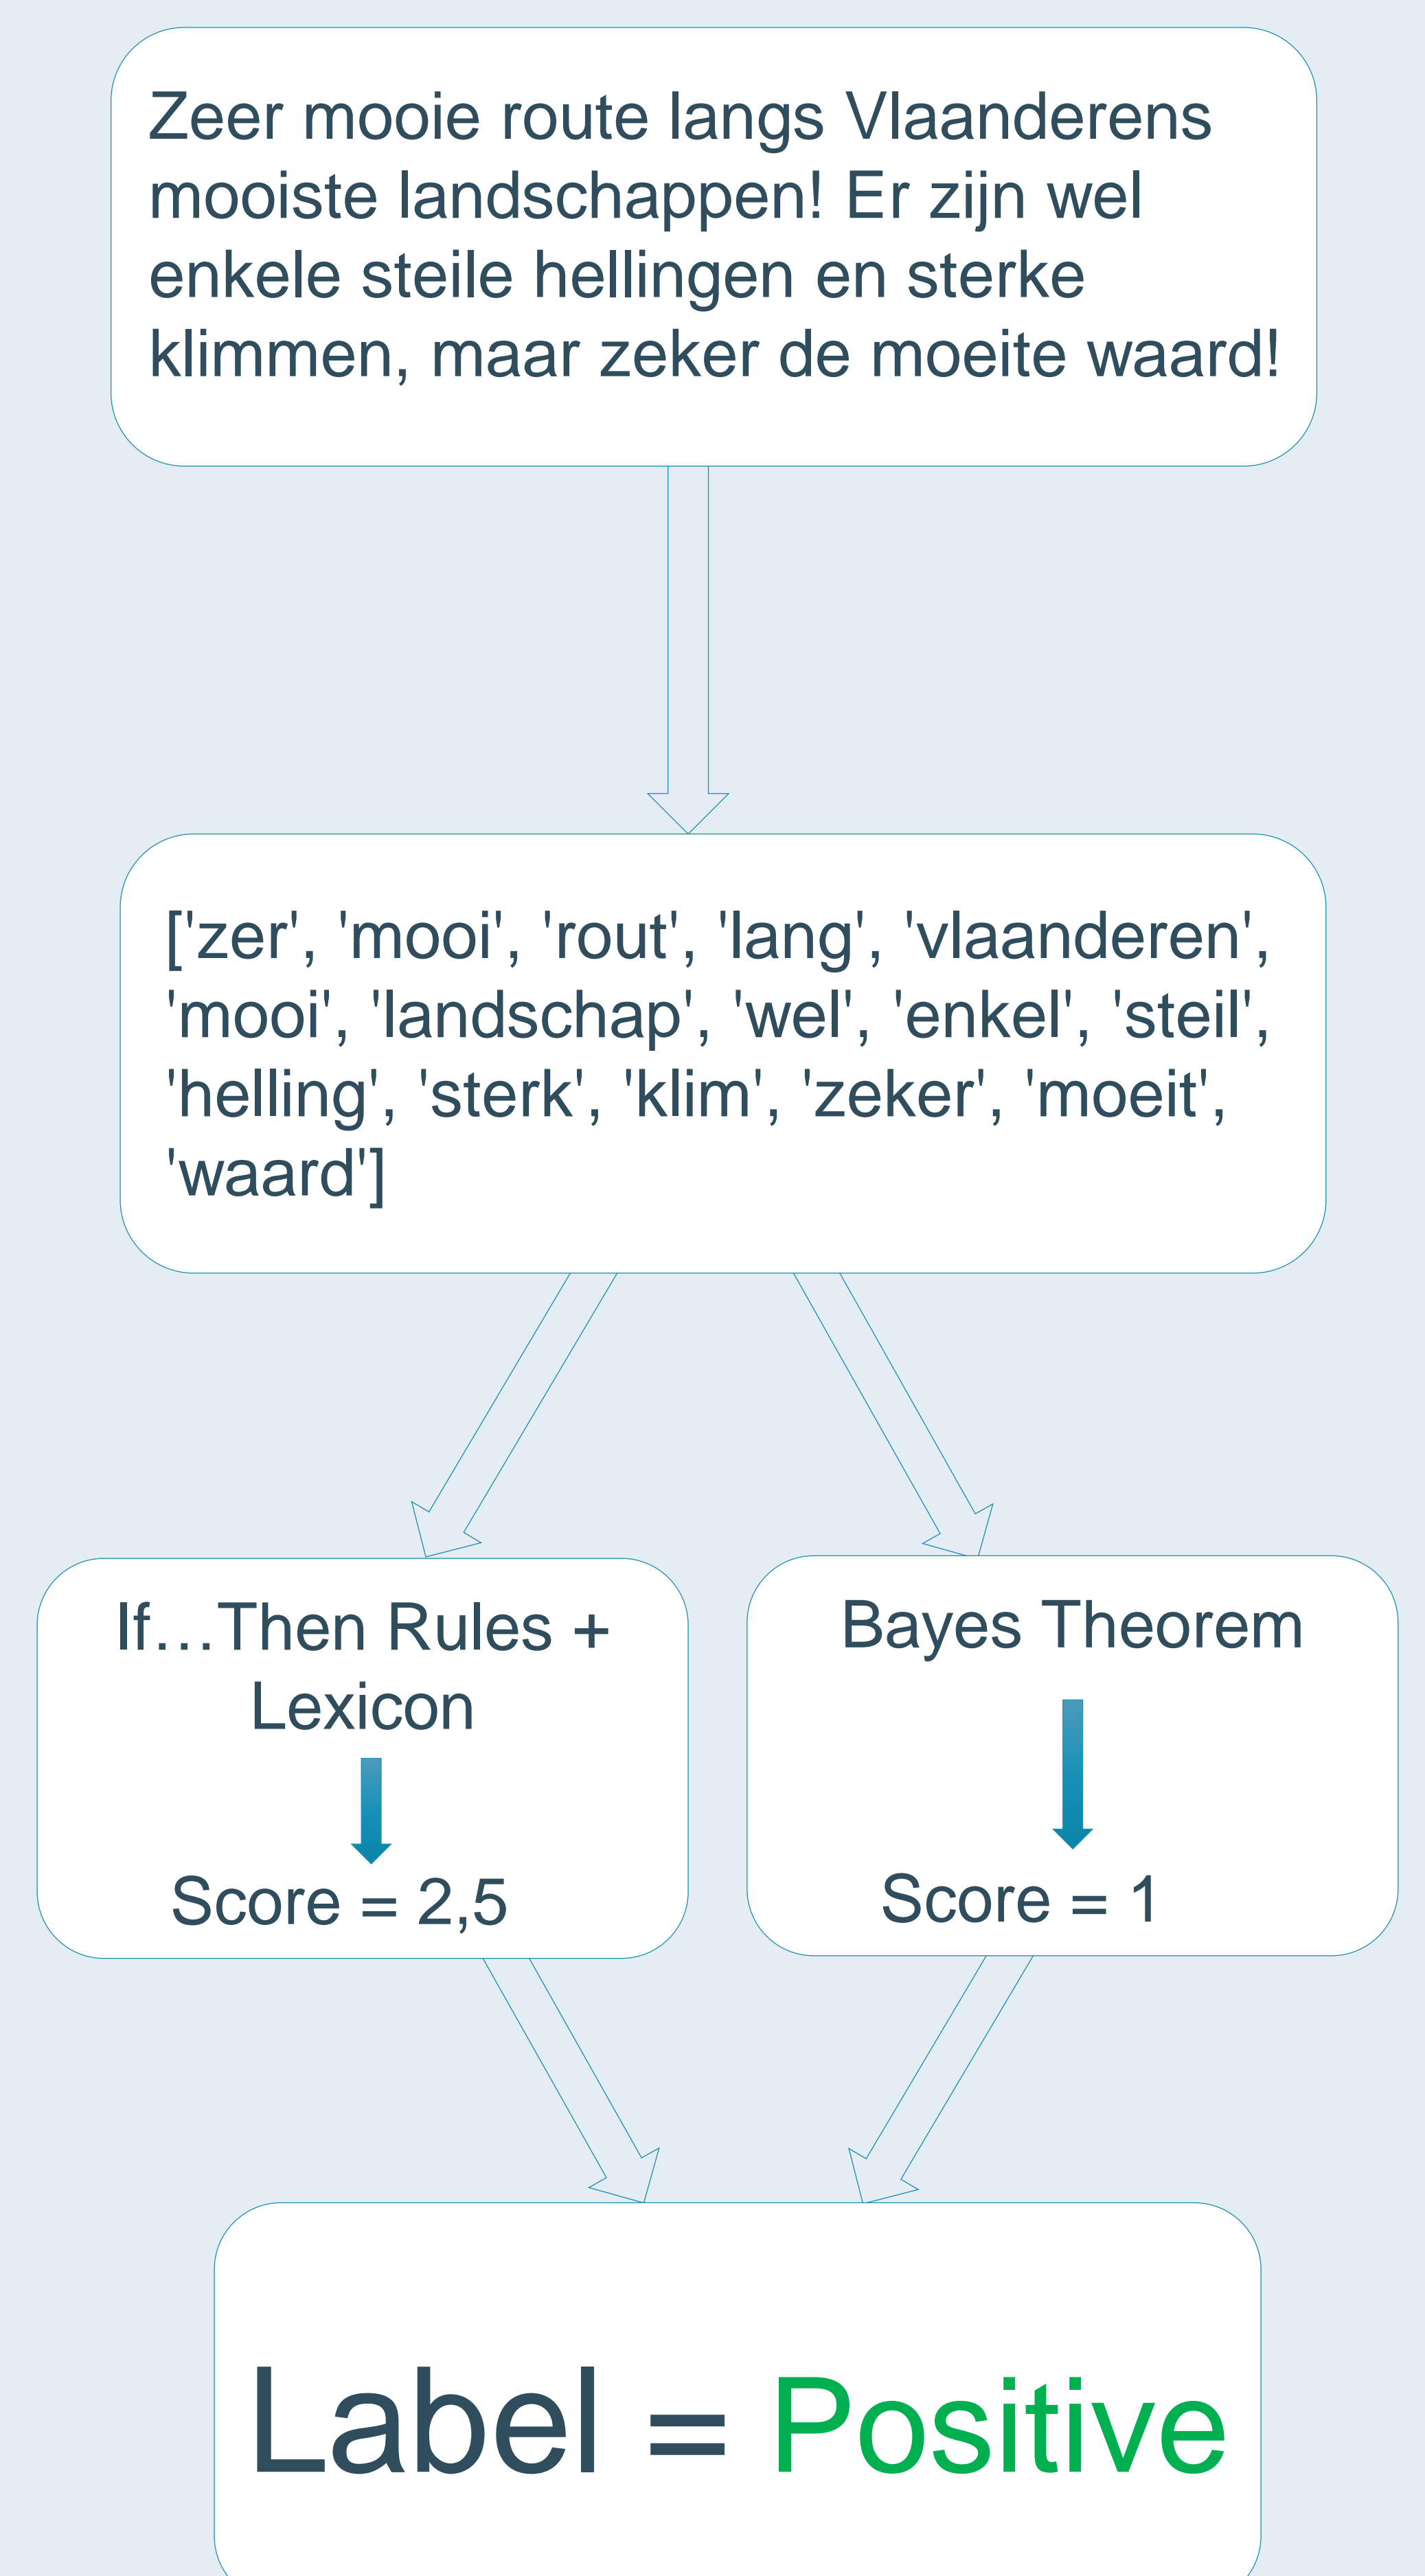 Zeer mooie route langs Vlaanderens
mooiste landschappen! Er zijn wel
enkele steile hellingen en sterke
klimmen, maar zeker de moeite waard!
['zer', 'mooi', 'rout', 'lang', 'vlaanderen',
'mooi', 'landschap', 'wel', 'enkel', 'steil',
'helling', 'sterk', 'klim', 'zeker', 'moeit',
'waard']
If…Then Rules +
Lexicon
Score = 2,5
Bayes Theorem
Score = 1
Label = Positive